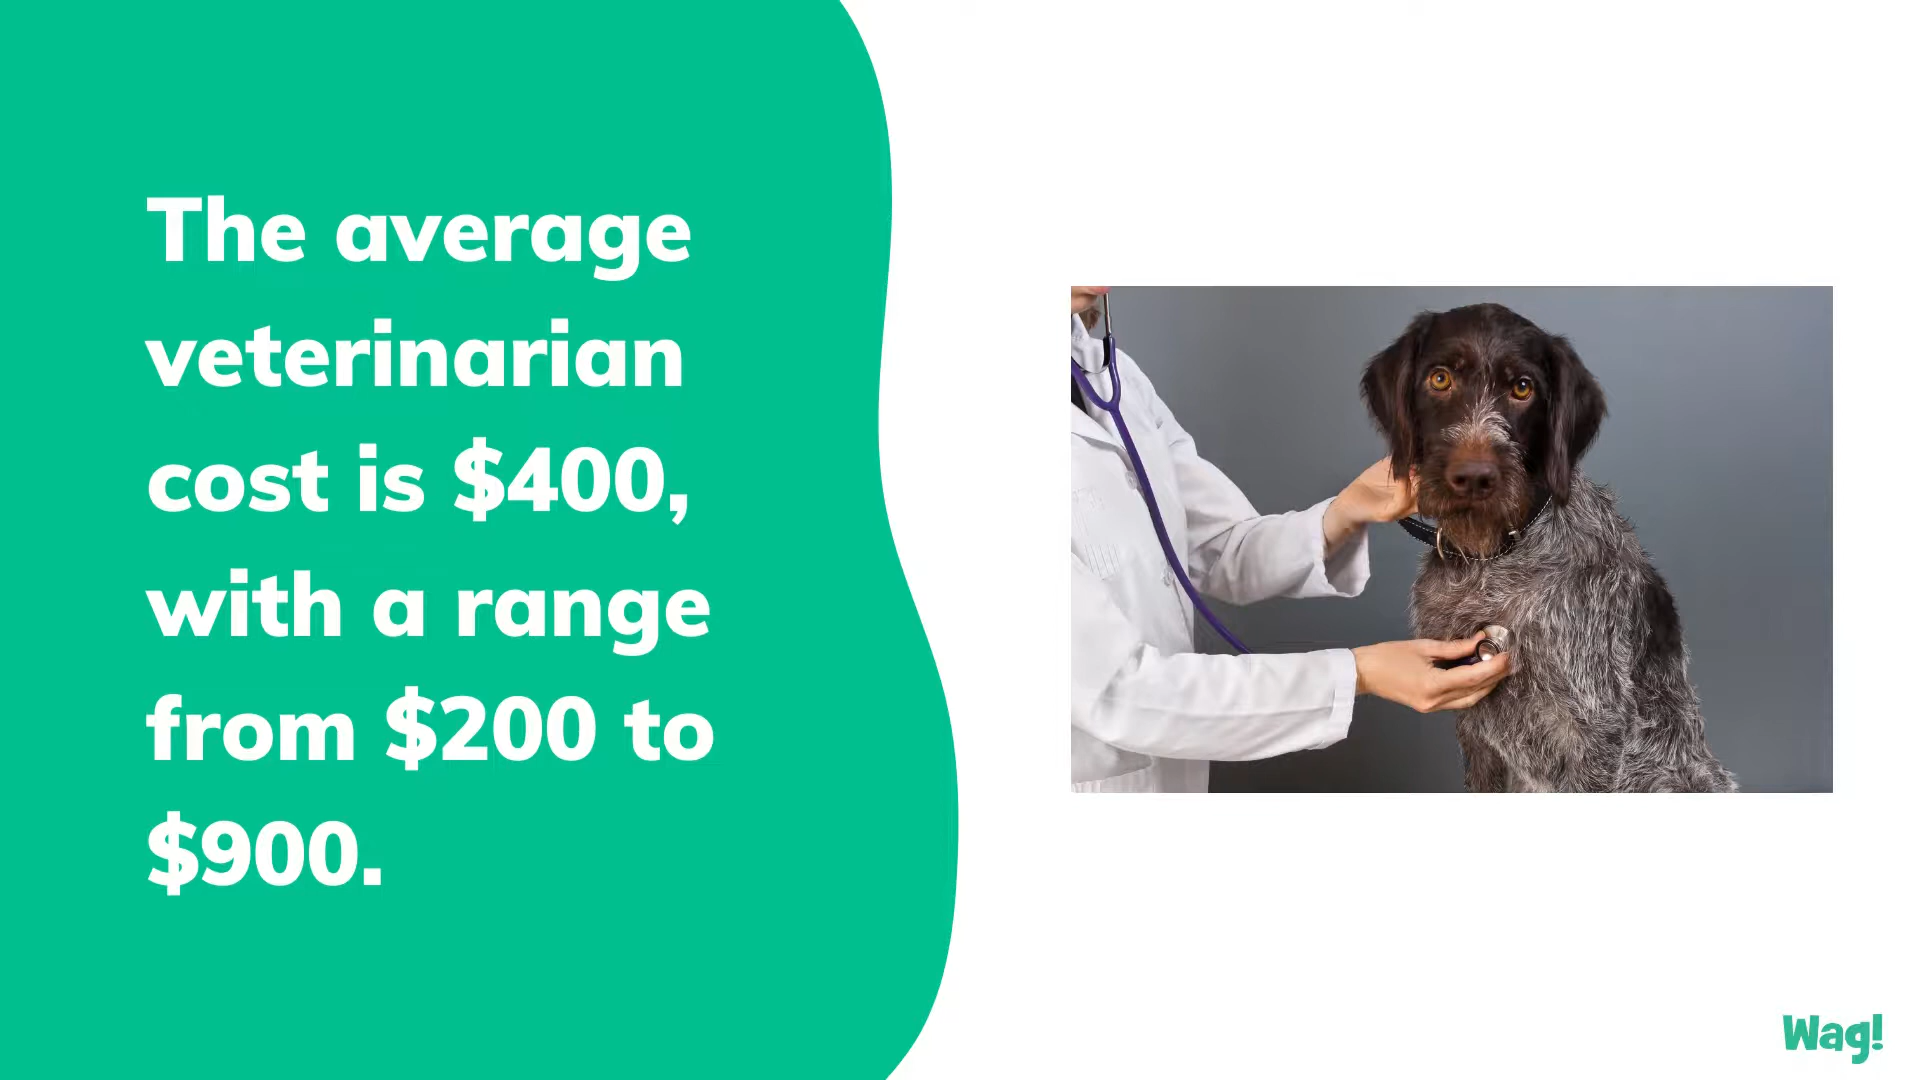 The average
veterinarian
cost is $400,
with a range
from $200 to
$900.
Wag!